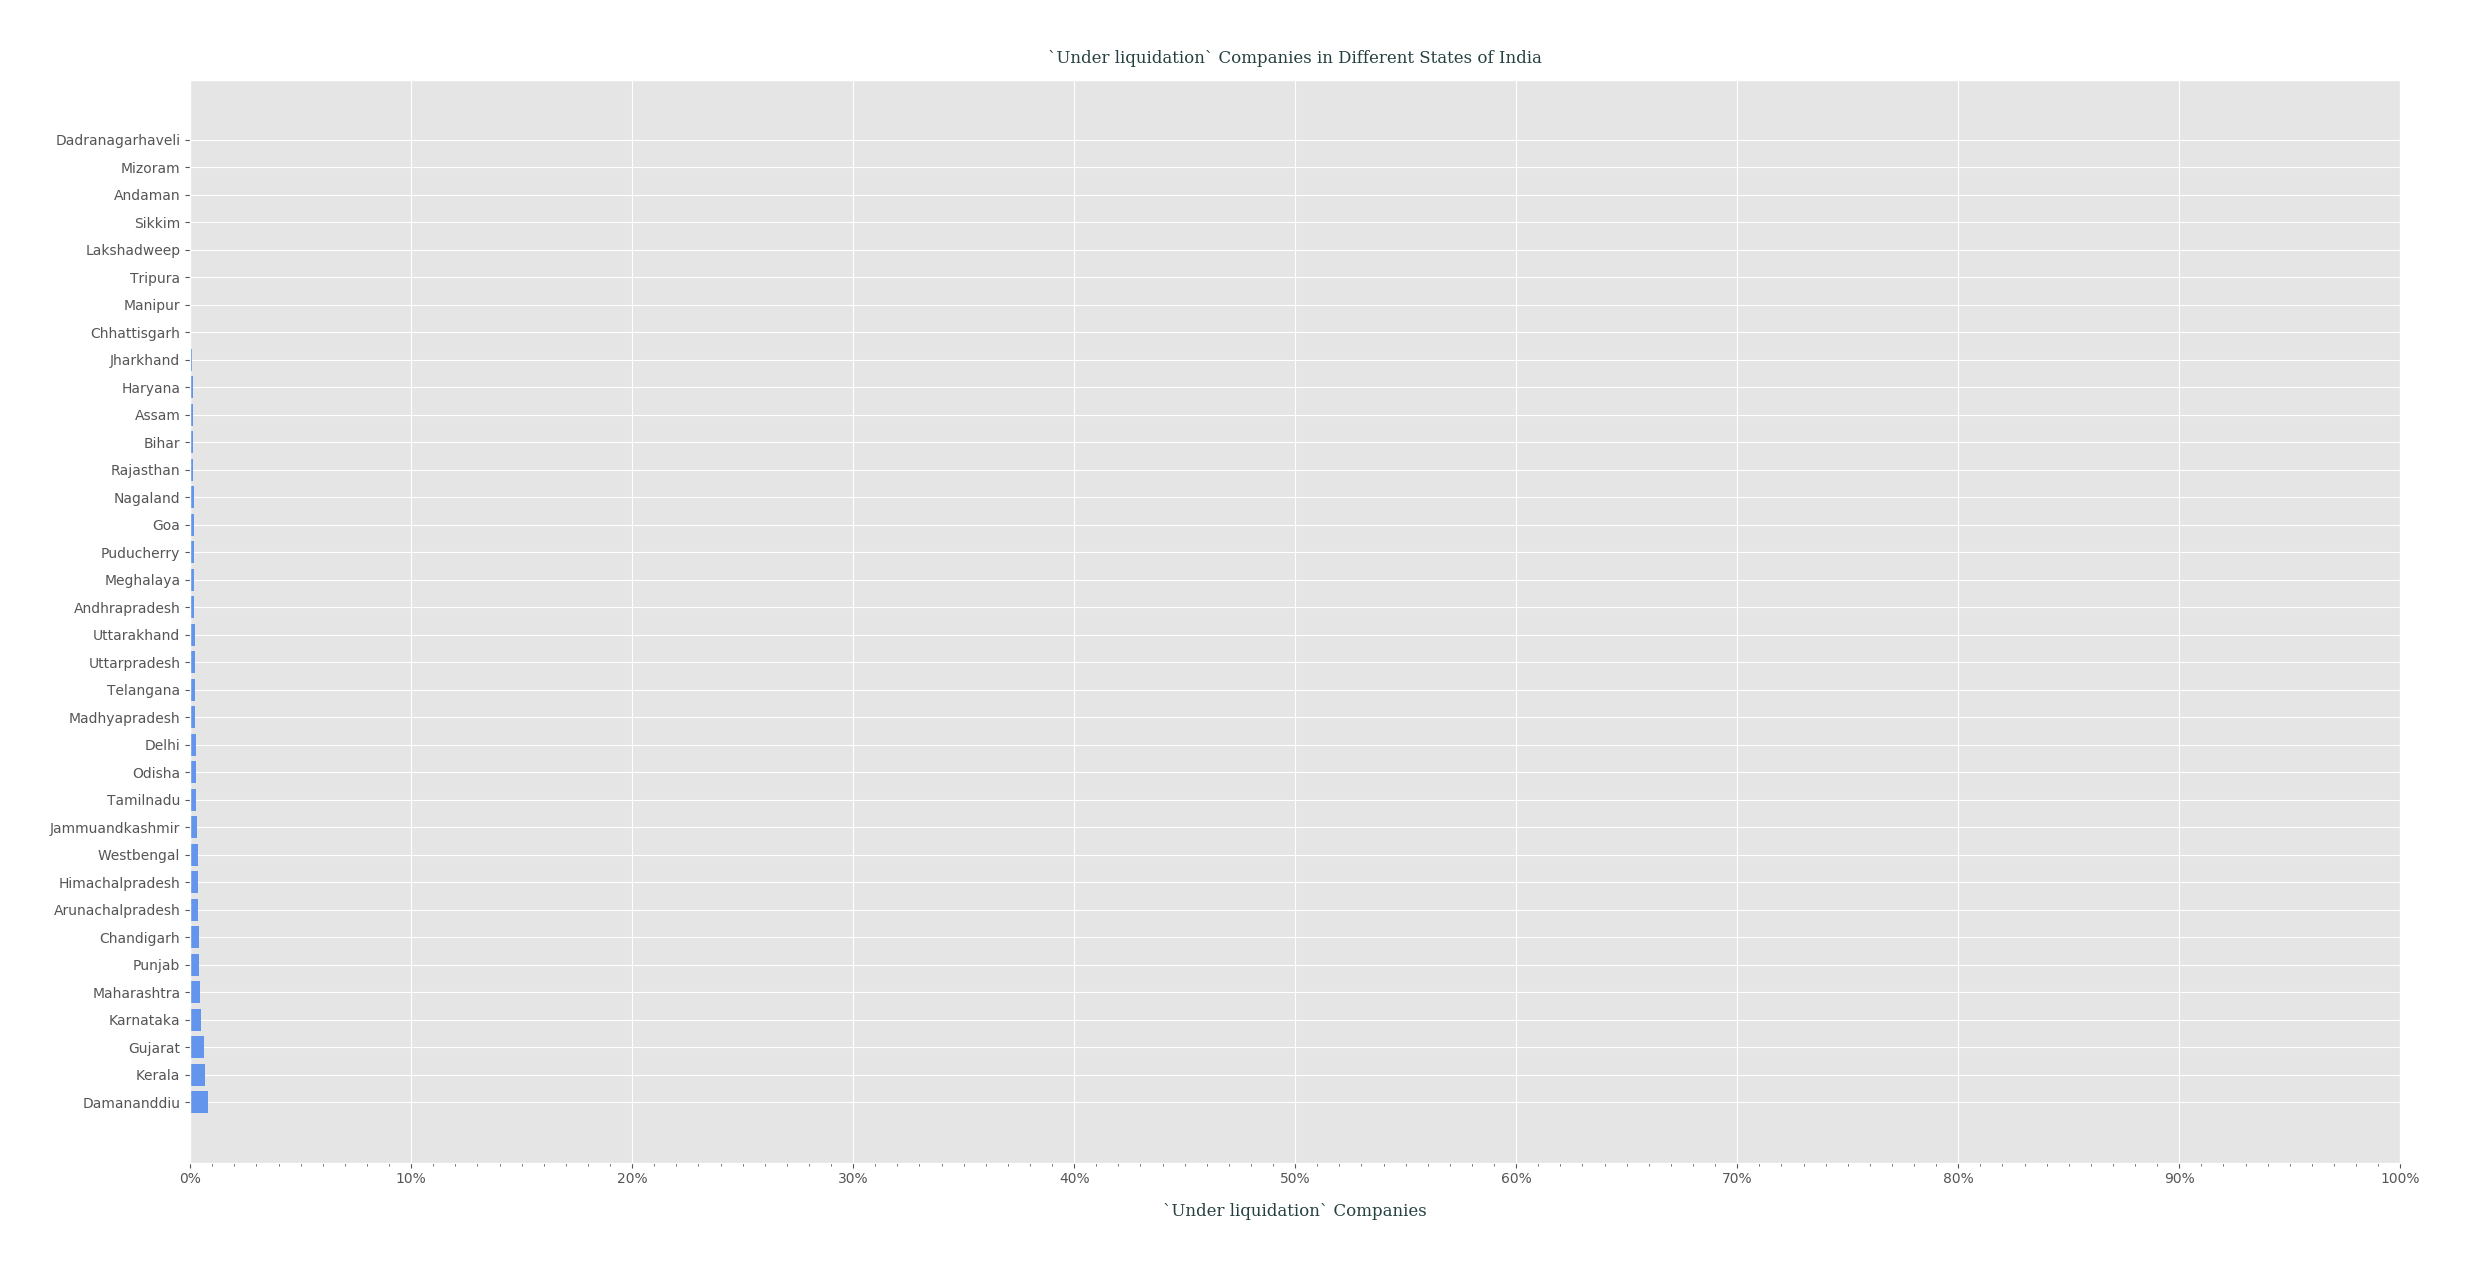 `Under liquidation` Companies in Different States of India
Dadranagarhaveli
Mizoram
Andaman
Sikkim
Lakshadweep
Tripura
Manipur
Chhattisgarh
Jharkhand
Haryana
Assam
Bihar
Rajasthan
Nagaland
Goa
Puducherry
Meghalaya
Andhrapradesh
Uttarakhand
Uttarpradesh
Telangana
Madhyapradesh
Delhi
Odisha
Tamilnadu
Jammuandkashmir
Westbengal
Himachalpradesh
Arunachalpradesh
Chandigarh
Punjab
Maharashtra
Karnataka
Gujarat
Kerala
Damananddiu
0% 10% 20% 30% 40% 50% 60% 70% 80% 90% 100%
`Under liquidation` Companies